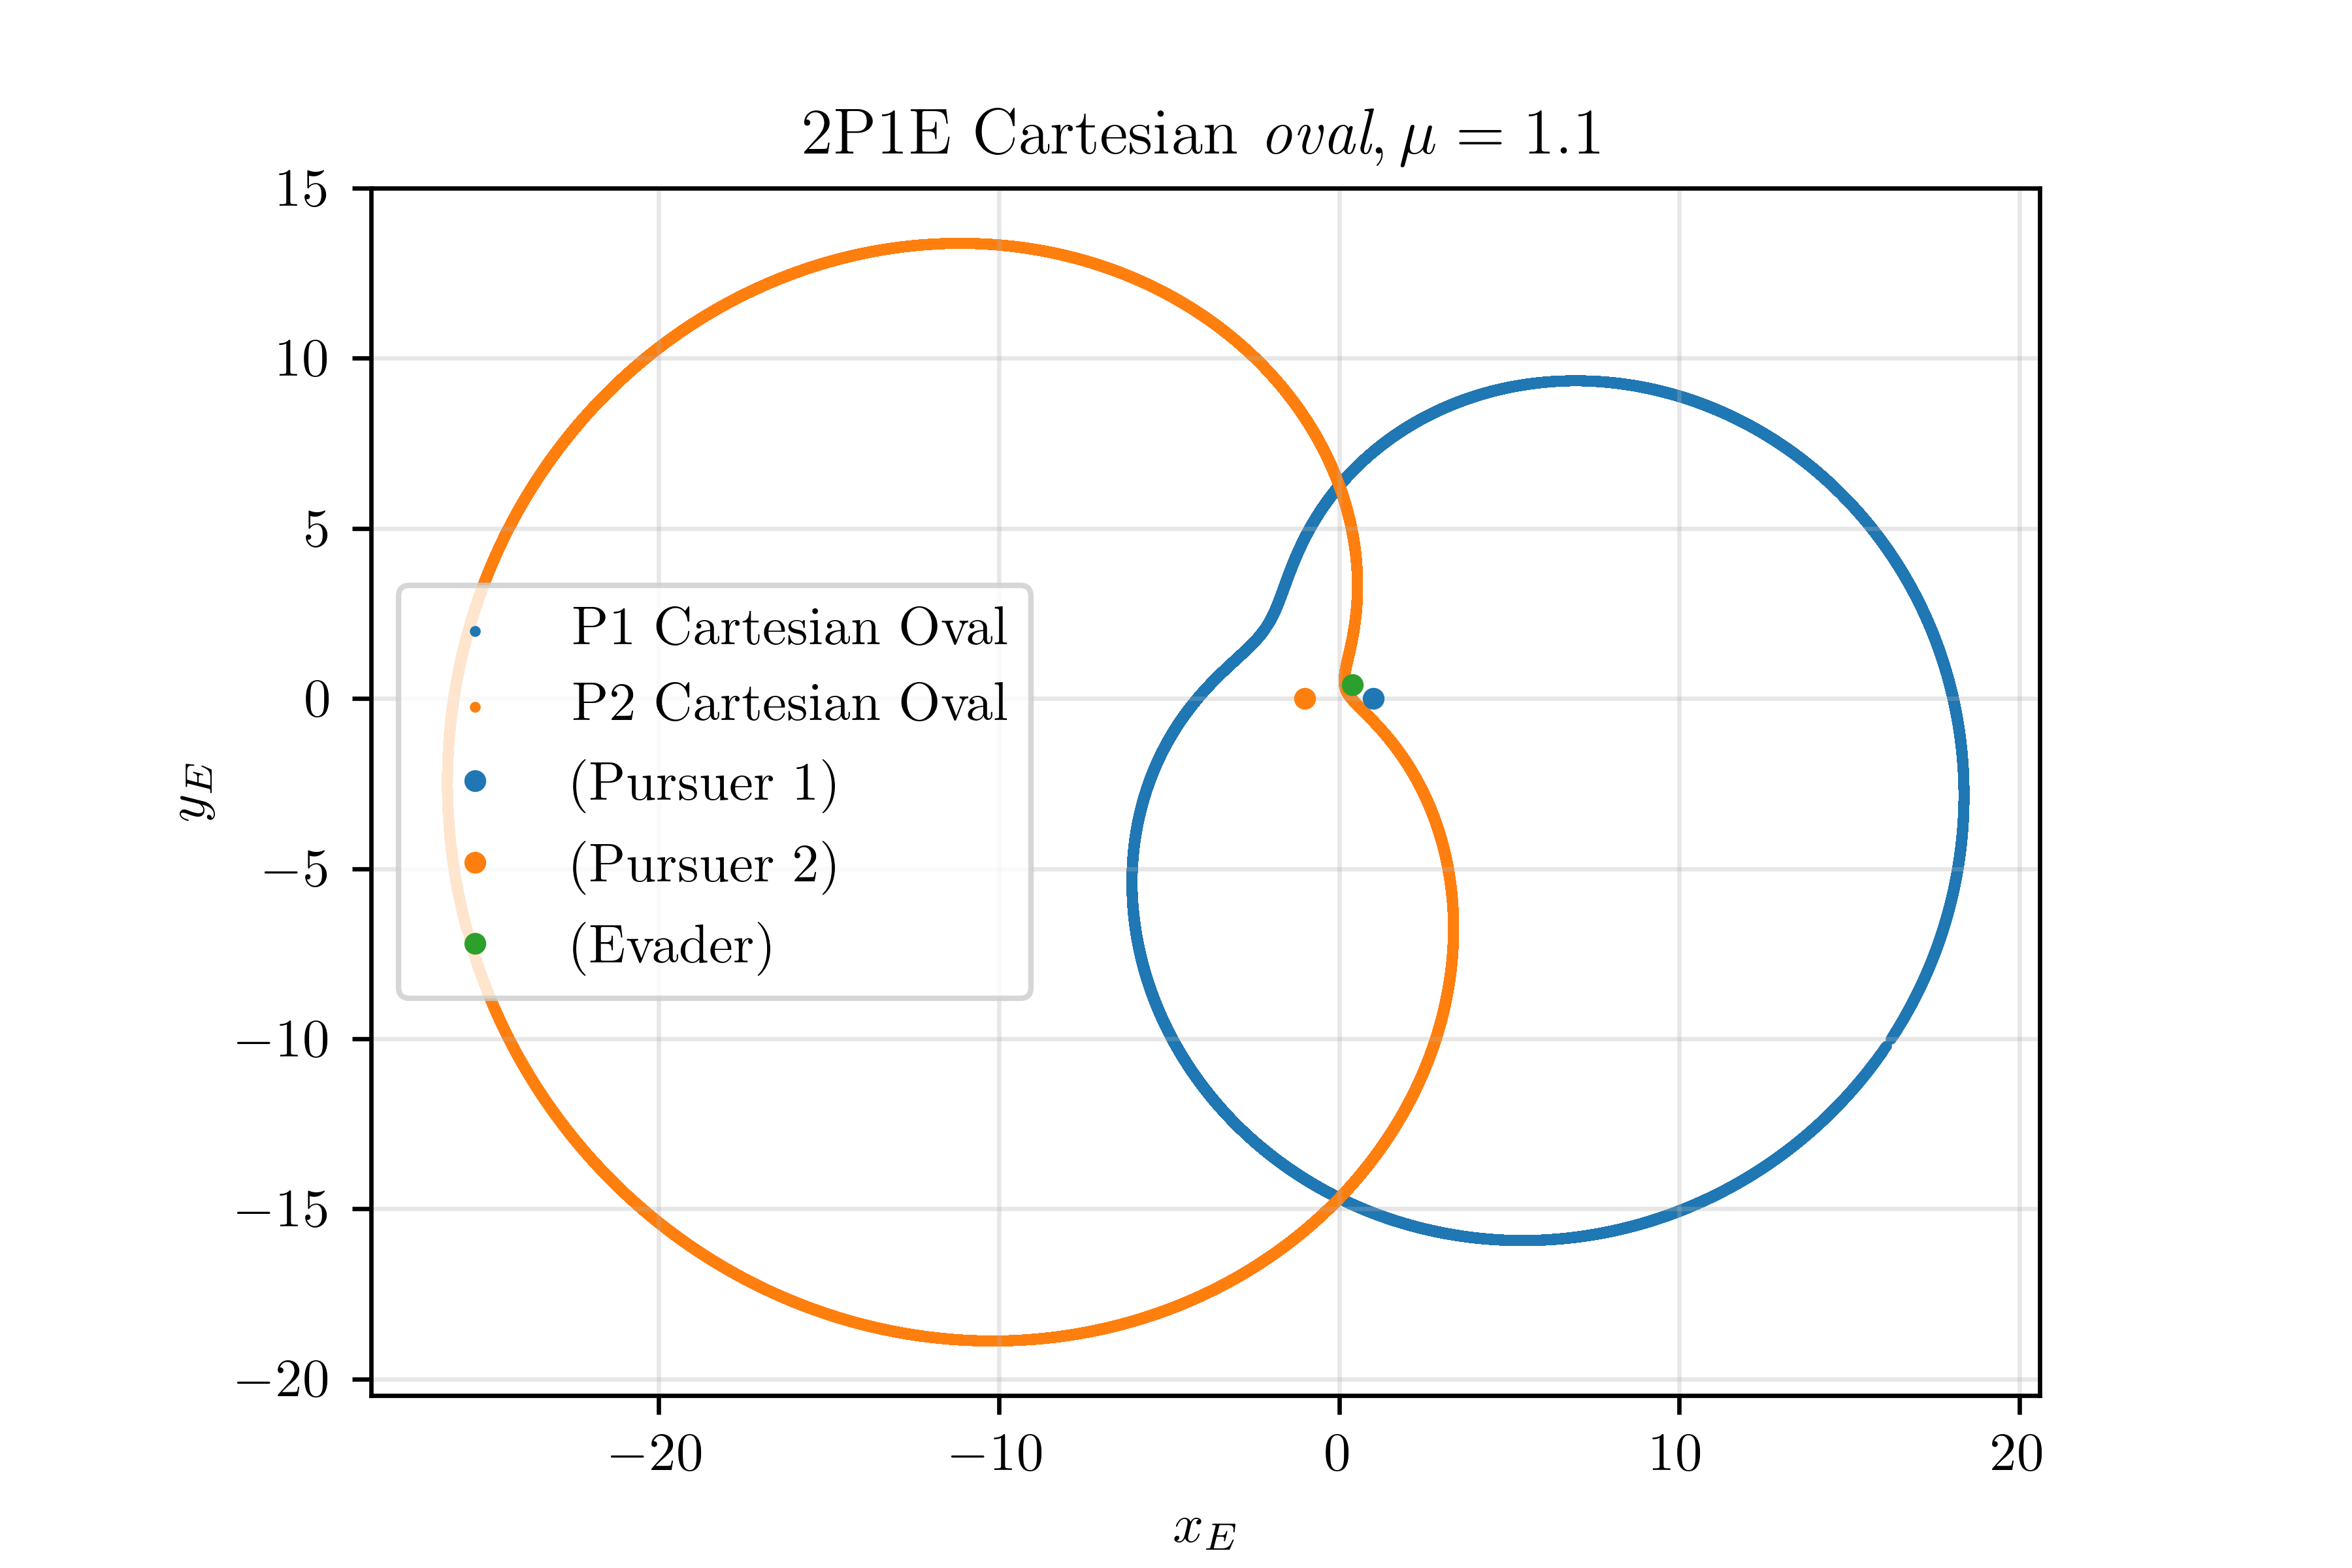 2P1E Cartesian oval, μ = 1.1
15
10
5
0
−5
−10
−15
−20
y_E
P1 Cartesian Oval
P2 Cartesian Oval
(Pursuer 1)
(Pursuer 2)
(Evader)
−20 −10 0 10 20
x_E